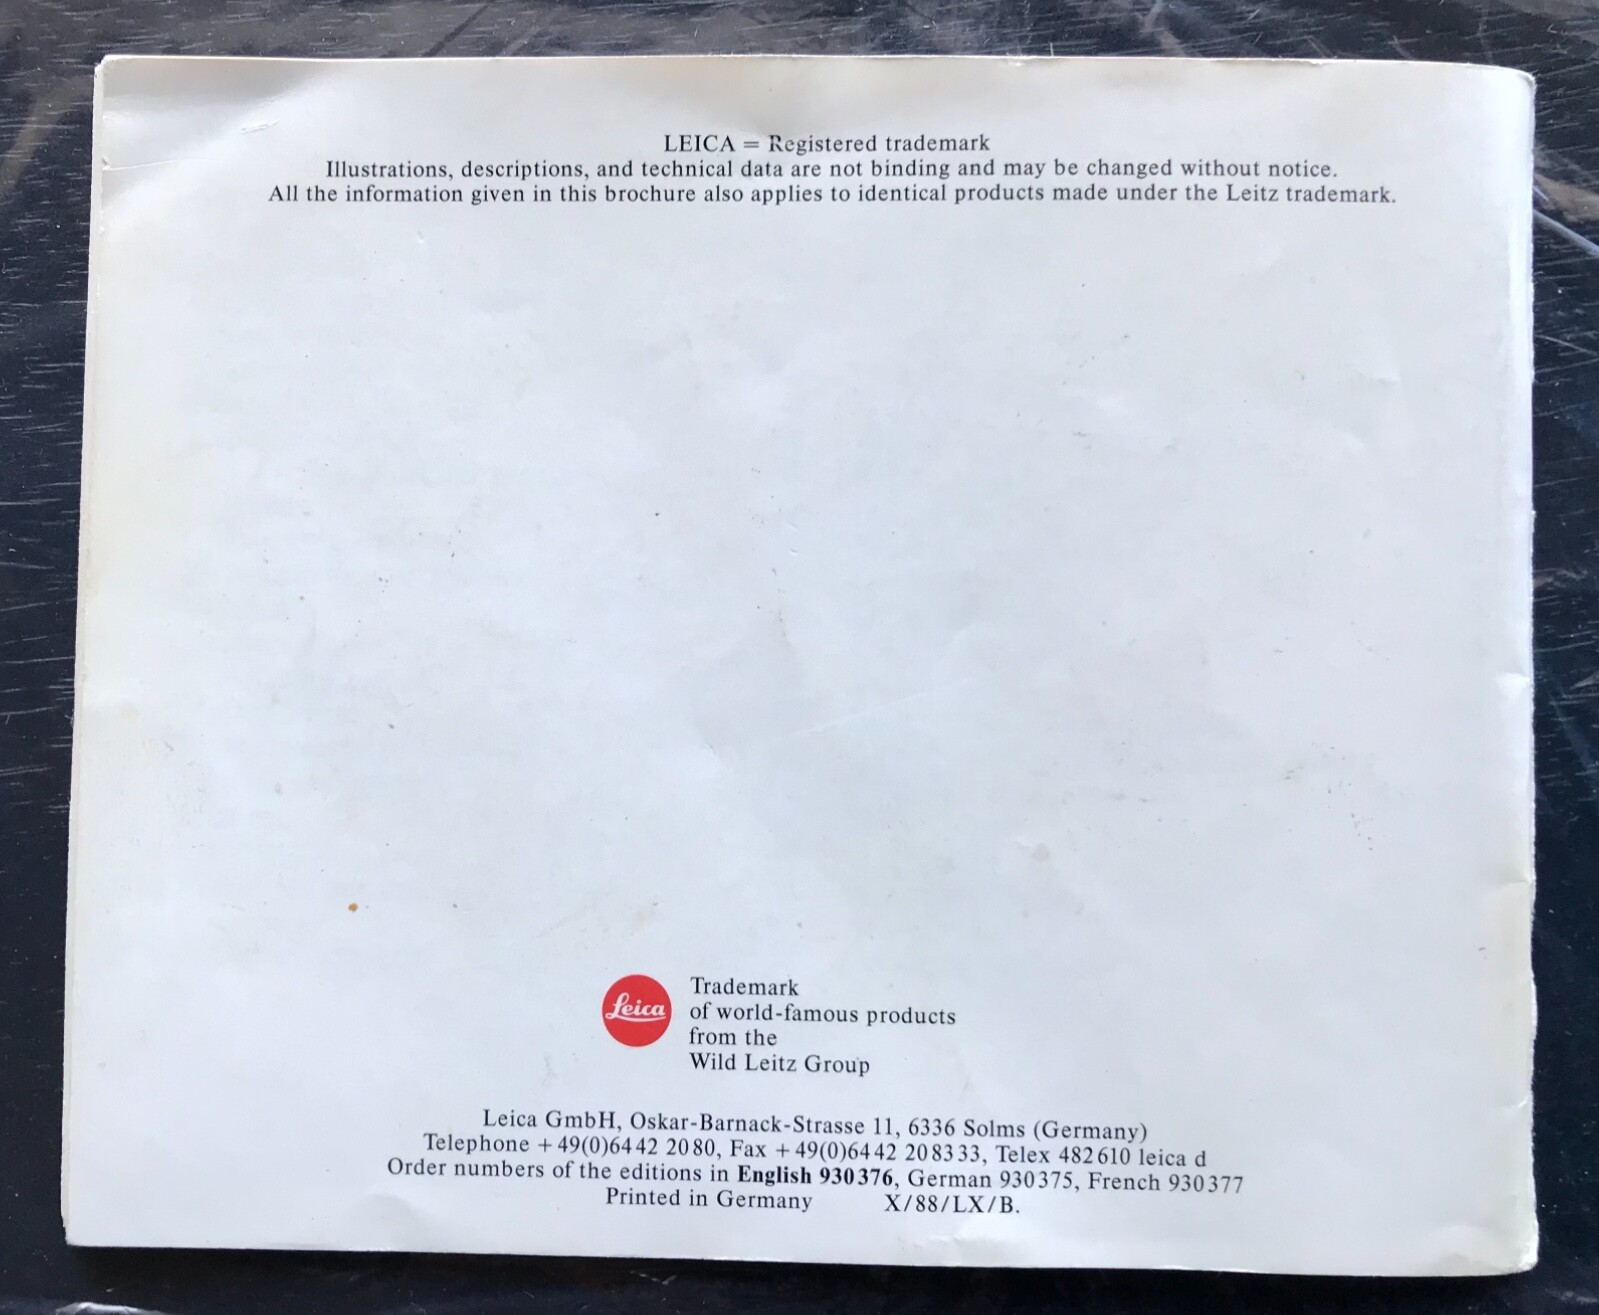 LEICA = Registered trademark
Illustrations, descriptions, and technical data are not binding and may be changed without notice.
All the information given in this brochure also applies to identical products made under the Leitz trademark.
Leica
Trademark
of world-famous products
from the
Wild Leitz Group
Leica GmbH, Oskar-Barnack-Strasse 11, 6336 Solms (Germany)
Telephone +49(0)6442 2080, Fax +49(0)6442 208333, Telex 482610 leica d
Order numbers of the editions in English 930376, German 930375, French 930377
Printed in Germany X/88/LX/B.